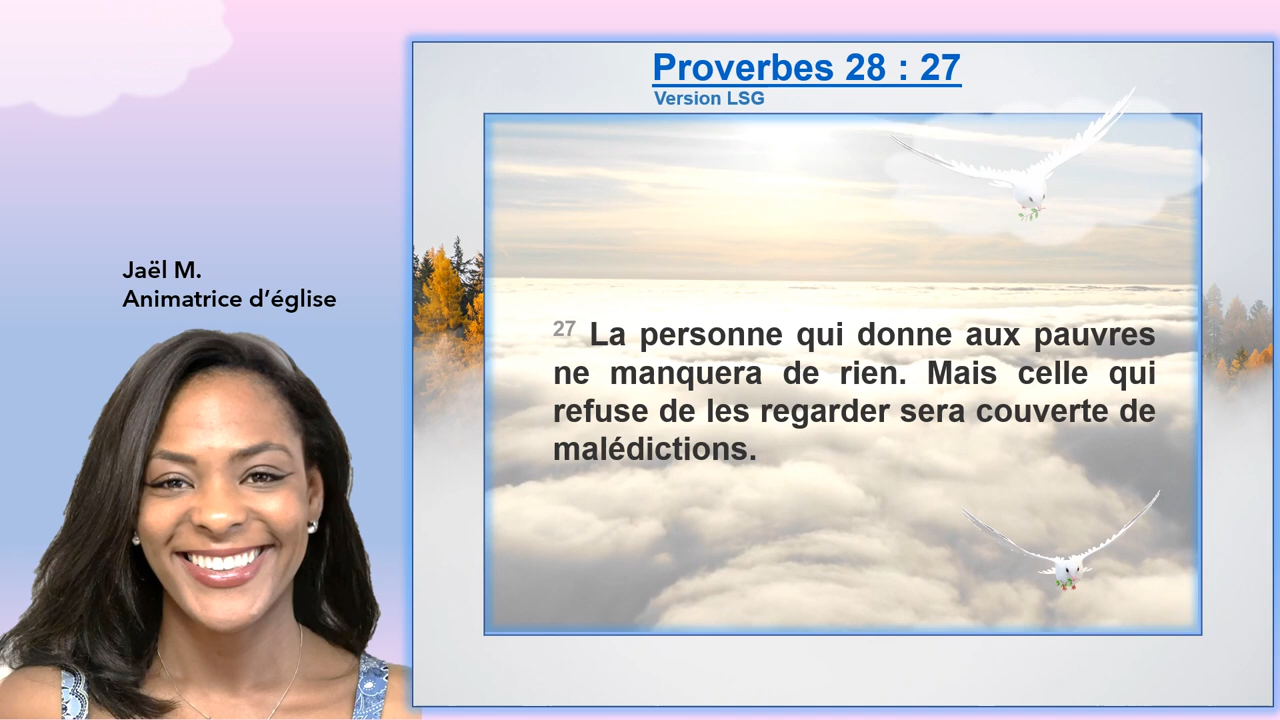 Proverbes 28 : 27
Version LSG
Jaël M.
Animatrice d’église
27 La personne qui donne aux pauvres
ne manquera de rien. Mais celle qui
refuse de les regarder sera couverte de
malédictions.